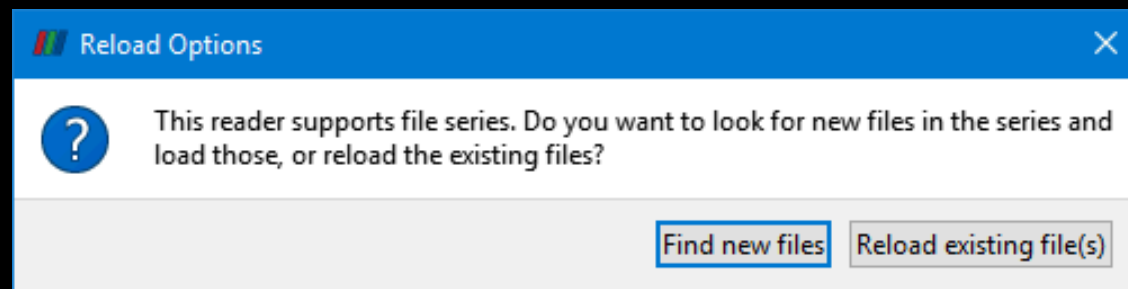 Reload Options
This reader supports file series. Do you want to look for new files in the series and
load those, or reload the existing files?
Find new files
Reload existing file(s)